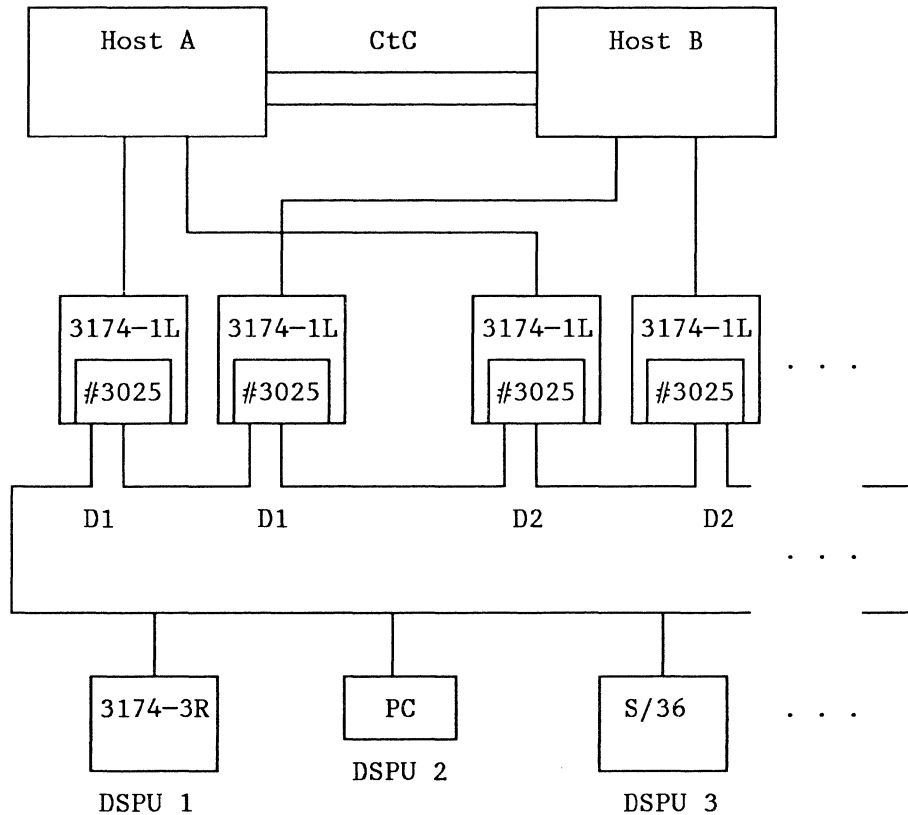 Host A
CtC
Host B
3174-1L
3174-1L
3174-1L
3174-1L
#3025
#3025
#3025
#3025
. . .
D1
D1
D2
D2
. . .
3174-3R
PC
S/36
. . .
DSPU 1
DSPU 2
DSPU 3